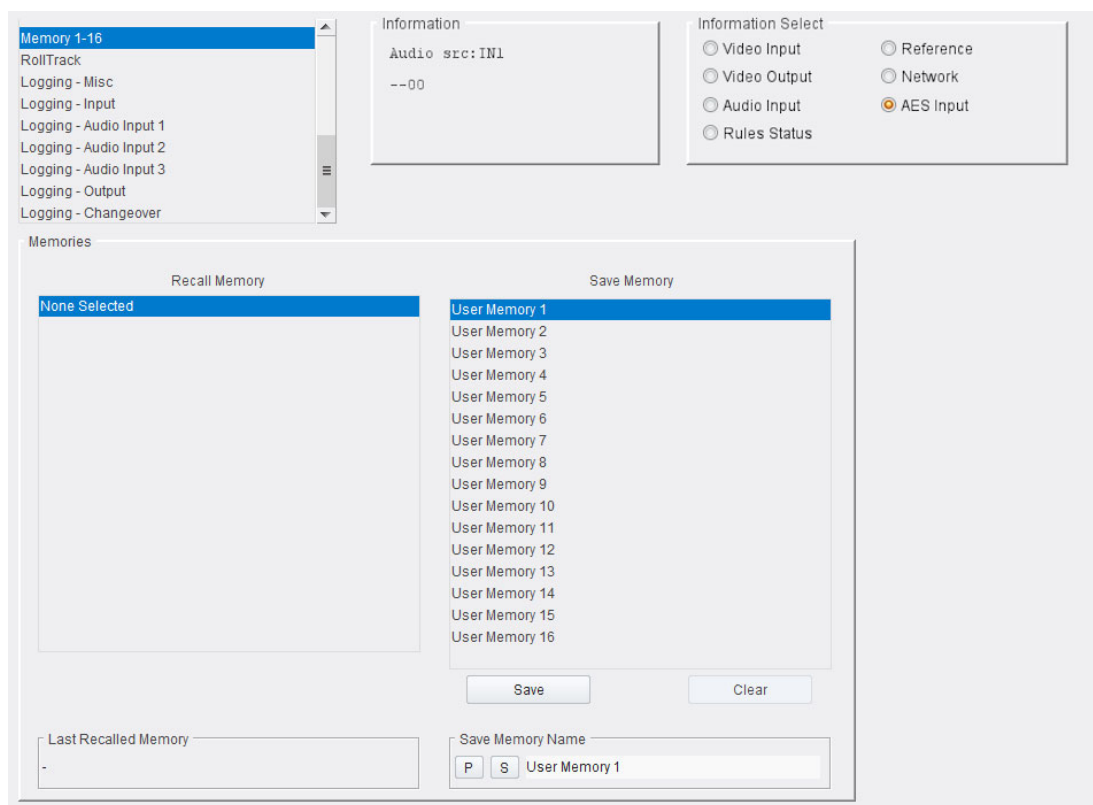 Memory 1-16
RollTrack
Logging - Misc
Logging - Input
Logging - Audio Input 1
Logging - Audio Input 2
Logging - Audio Input 3
Logging - Output
Logging - Changeover
Information
Audio src:IN1
--00
Information Select
Video Input
Reference
Video Output
Network
Audio Input
AES Input
Rules Status
Memories
Recall Memory
None Selected
Save Memory
User Memory 1
User Memory 2
User Memory 3
User Memory 4
User Memory 5
User Memory 6
User Memory 7
User Memory 8
User Memory 9
User Memory 10
User Memory 11
User Memory 12
User Memory 13
User Memory 14
User Memory 15
User Memory 16
Save
Clear
Last Recalled Memory
-
Save Memory Name
P S User Memory 1